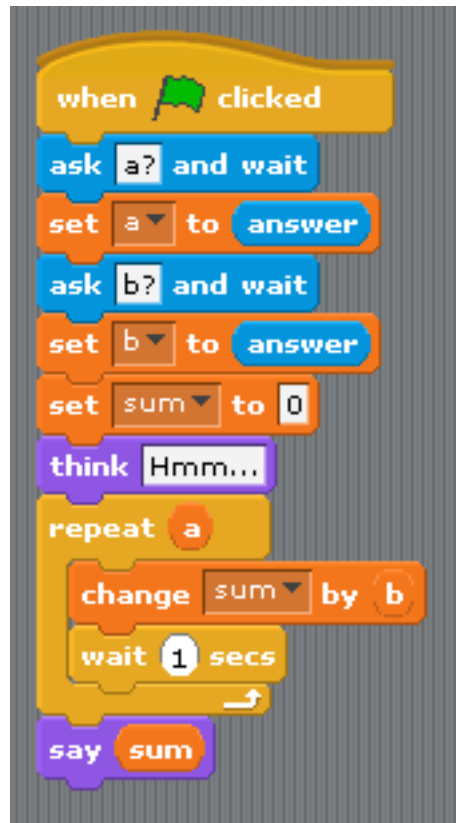 when clicked
ask a? and wait
set a to answer
ask b? and wait
set b to answer
set sum to 0
think Hmm...
repeat a
change sum by b
wait 1 secs
say sum